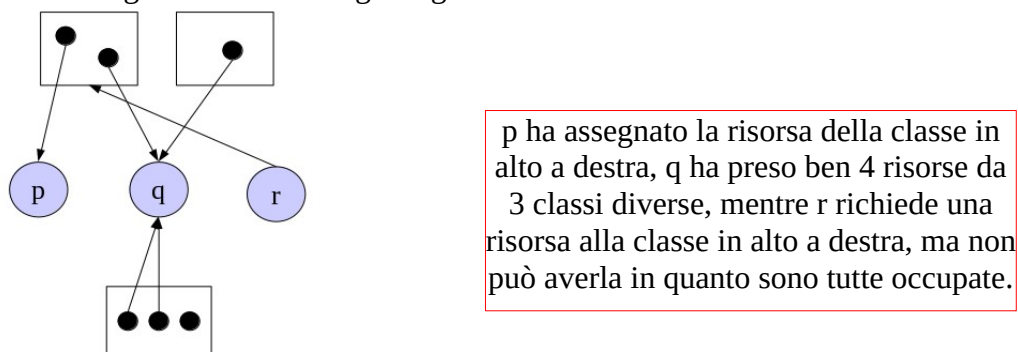 p
q
r
p ha assegnato la risorsa della classe in
alto a destra, q ha preso ben 4 risorse da
3 classi diverse, mentre r richiede una
risorsa alla classe in alto a destra, ma non
può averla in quanto sono tutte occupate.